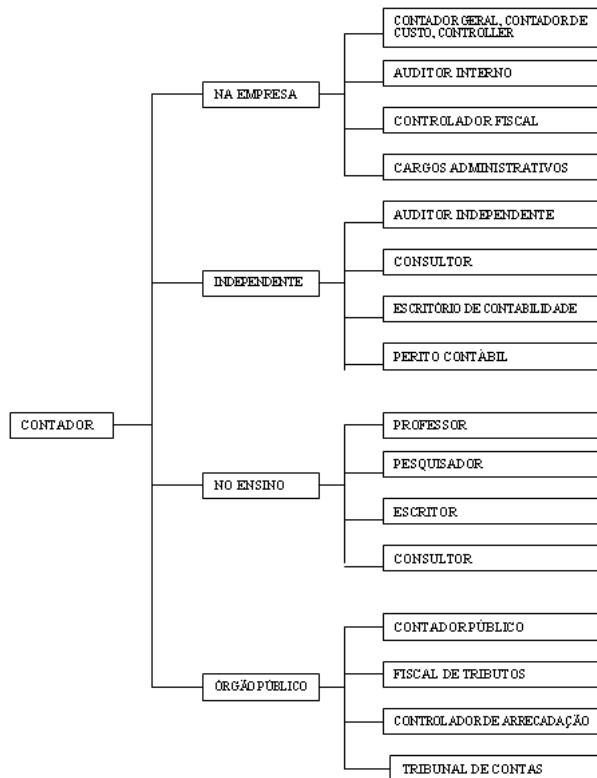 CONTADOR
NA EMPRESA
CONTADOR GERAL, CONTADOR DE
CUSTO, CONTROLLER
AUDITOR INTERNO
CONTROLADOR FISCAL
CARGOS ADMINISTRATIVOS
INDEPENDENTE
AUDITOR INDEPENDENTE
CONSULTOR
ESCRITÓRIO DE CONTABILIDADE
PERITO CONTÁBIL
NO ENSINO
PROFESSOR
PESQUISADOR
ESCRITOR
CONSULTOR
ÓRGÃO PÚBLICO
CONTADOR PÚBLICO
FISCAL DE TRIBUTOS
CONTROLADOR DE ARRECADAÇÃO
TRIBUNAL DE CONTAS